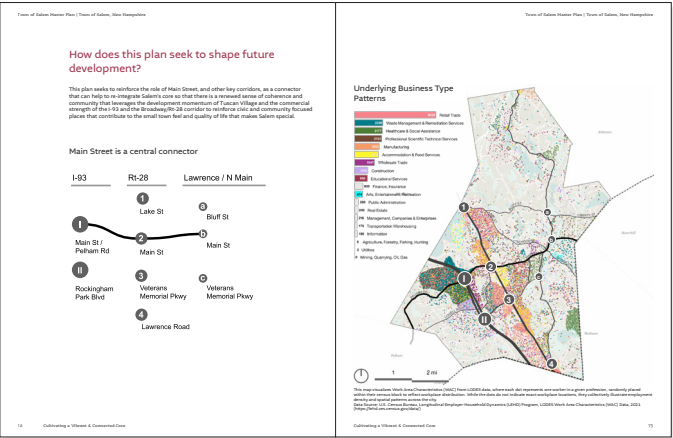 Town of Salem Master Plan | Town of Salem, New Hampshire
How does this plan seek to shape future
development?
This plan seeks to reinforce the role of Main Street, and other key corridors, as a connector
that can help to re-integrate Salem's core so that there is a renewed sense of coherence and
community that leverages the development momentum of Tuscan Village and the commercial
strength of the I-93 and the Broadway/Rt-28 corridor to reinforce civic and community focused
places that contribute to the small town feel and quality of life that makes Salem special.
Main Street is a central connector
I-93 Rt-28 Lawrence / N Main
1
Lake St
a
Bluff St
I
Main St /
Pelham Rd
2
Main St
b
Main St
II
Rockingham
Park Blvd
3
Veterans
Memorial Pkwy
c
Veterans
Memorial Pkwy
4
Lawrence Road
Cultivating a Vibrant & Connected Core
Town of Salem Master Plan | Town of Salem, New Hampshire
Underlying Business Type
Patterns
Retail Trade
Waste Management & Remediation Services
Healthcare & Social Assistance
Professional Scientific Technical Services
Manufacturing
Accommodation & Food Services
Wholesale Trade
Construction
Educational Services
Finance, Insurance
Arts, Entertainment, Recreation
Public Administration
Real Estate
Management, Companies & Enterprises
Transportation Warehousing
Information
Agriculture, Forestry, Fishing, Hunting
Utilities
Mining, Quarrying, Oil, Gas
1
a
b
2
c
I
3
II
4
1 2 mi
This map visualizes Work Area Characteristics (WAC) from LODES data, where each dot represents one worker in a given profession, randomly placed
within their census block to reflect workplace distribution. While the dots do not indicate exact workplace locations, they collectively illustrate employment
density and spatial patterns across the city.
Data Source: U.S. Census Bureau, Longitudinal Employer-Household Dynamics (LEHD) Program, LODES Work Area Characteristics (WAC) Data, 2021
(https://lehd.ces.census.gov/data/)
Cultivating a Vibrant & Connected Core